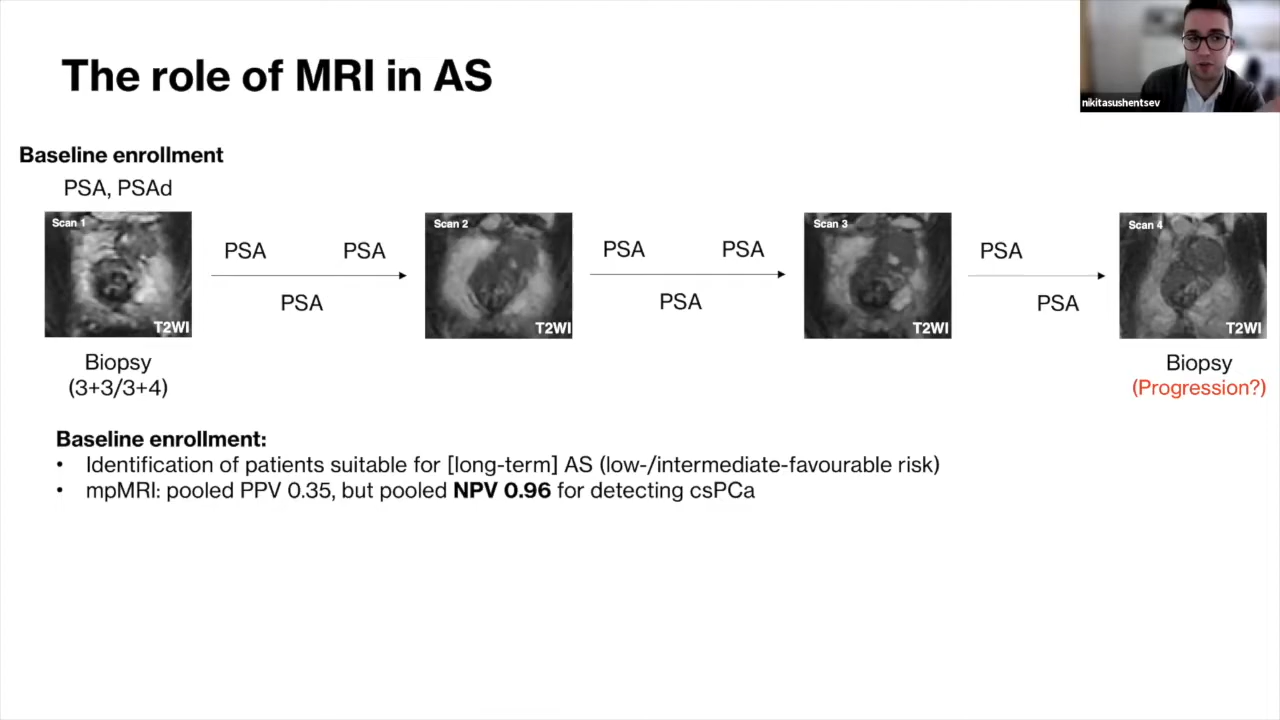 The role of MRI in AS
nikitasushentsev
Baseline enrollment
PSA, PSAd
Scan 1
T2WI
Biopsy
(3+3/3+4)
PSA
PSA
PSA
Scan 2
T2WI
PSA
PSA
PSA
Scan 3
T2WI
PSA
PSA
Scan 4
T2WI
Biopsy
(Progression?)
Baseline enrollment:
• Identification of patients suitable for [long-term] AS (low-/intermediate-favourable risk)
• mpMRI: pooled PPV 0.35, but pooled NPV 0.96 for detecting csPCa